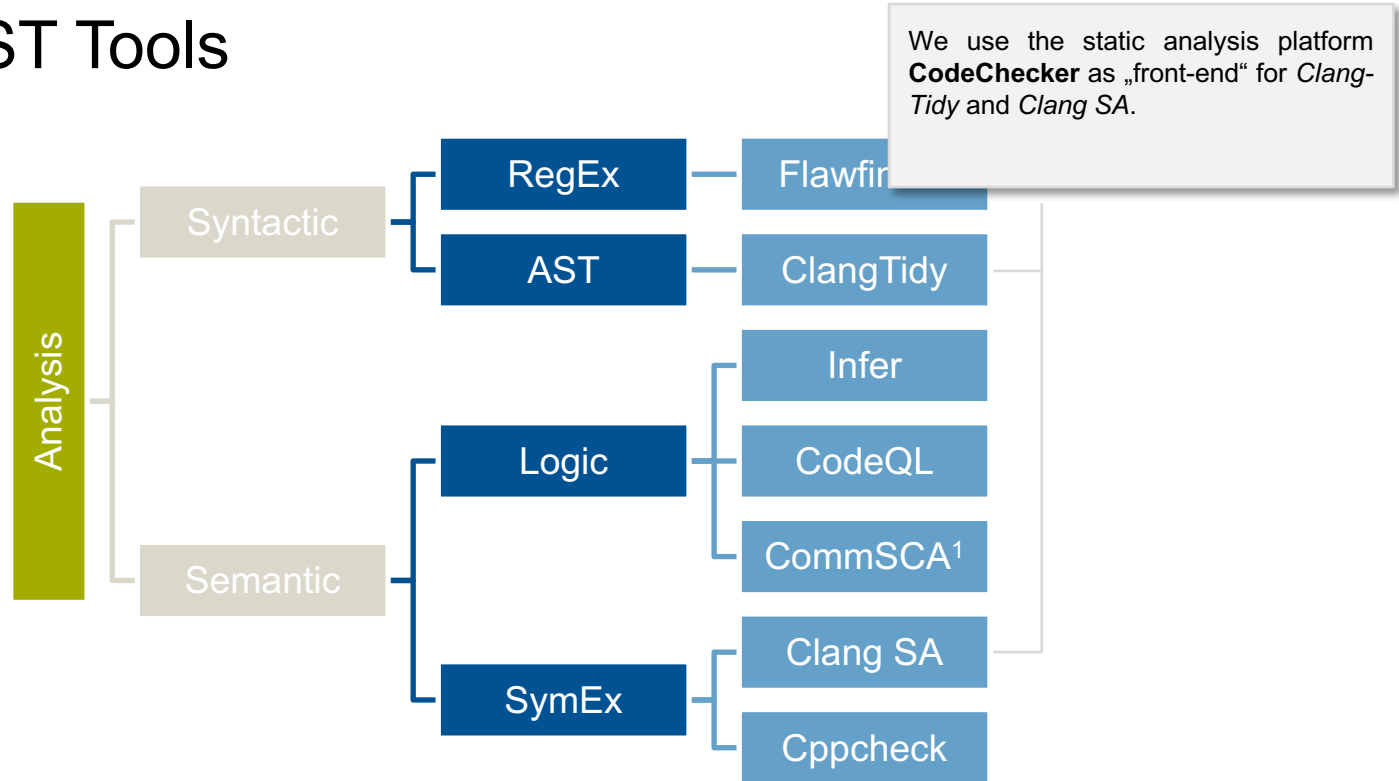 ST Tools
We use the static analysis platform
CodeChecker as „front-end“ for Clang-
Tidy and Clang SA.
RegEx
Syntactic
AST
ClangTidy
Analysis
Infer
Logic
CodeQL
CommSCA¹
Semantic
Clang SA
SymEx
Cppcheck